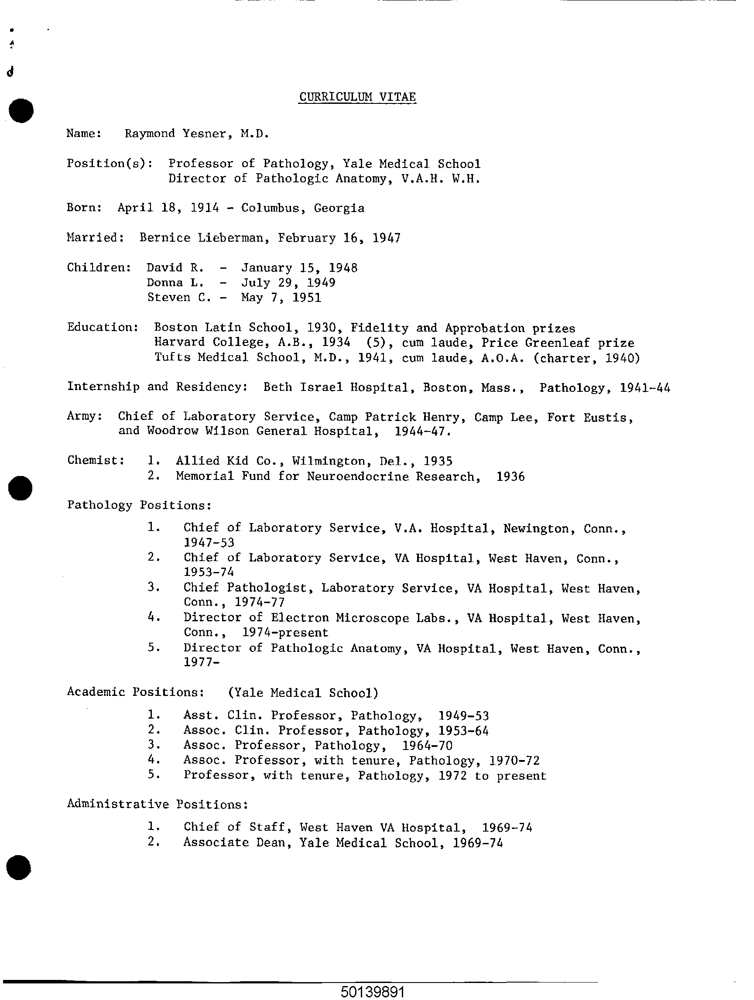 CURRICULUM VITAE
Name: Raymond Yesner, M.D.
Position(s): Professor of Pathology, Yale Medical School
Director of Pathologic Anatomy, V.A.H. W.H.
Born: April 18, 1914 - Columbus, Georgia
Married: Bernice Lieberman, February 16, 1947
Children: David R. - January 15, 1948
Donna L. - July 29, 1949
Steven C. - May 7, 1951
Education: Boston Latin School, 1930, Fidelity and Approbation prizes
Harvard College, A.B., 1934 (5), cum laude, Price Greenleaf prize
Tufts Medical School, M.D., 1941, cum laude, A.O.A. (charter, 1940)
Internship and Residency: Beth Israel Hospital, Boston, Mass., Pathology, 1941-44
Army: Chief of Laboratory Service, Camp Patrick Henry, Camp Lee, Fort Eustis,
and Woodrow Wilson General Hospital, 1944-47.
Chemist: 1. Allied Kid Co., Wilmington, Del., 1935
2. Memorial Fund for Neuroendocrine Research, 1936
Pathology Positions:
1. Chief of Laboratory Service, V.A. Hospital, Newington, Conn.,
1947-53
2. Chief of Laboratory Service, VA Hospital, West Haven, Conn.,
1953-74
3. Chief Pathologist, Laboratory Service, VA Hospital, West Haven,
Conn., 1974-77
4. Director of Electron Microscope Labs., VA Hospital, West Haven,
Conn., 1974-present
5. Director of Pathologic Anatomy, VA Hospital, West Haven, Conn.,
1977-
Academic Positions: (Yale Medical School)
1. Asst. Clin. Professor, Pathology, 1949-53
2. Assoc. Clin. Professor, Pathology, 1953-64
3. Assoc. Professor, Pathology, 1964-70
4. Assoc. Professor, with tenure, Pathology, 1970-72
5. Professor, with tenure, Pathology, 1972 to present
Administrative Positions:
1. Chief of Staff, West Haven VA Hospital, 1969-74
2. Associate Dean, Yale Medical School, 1969-74
50139891